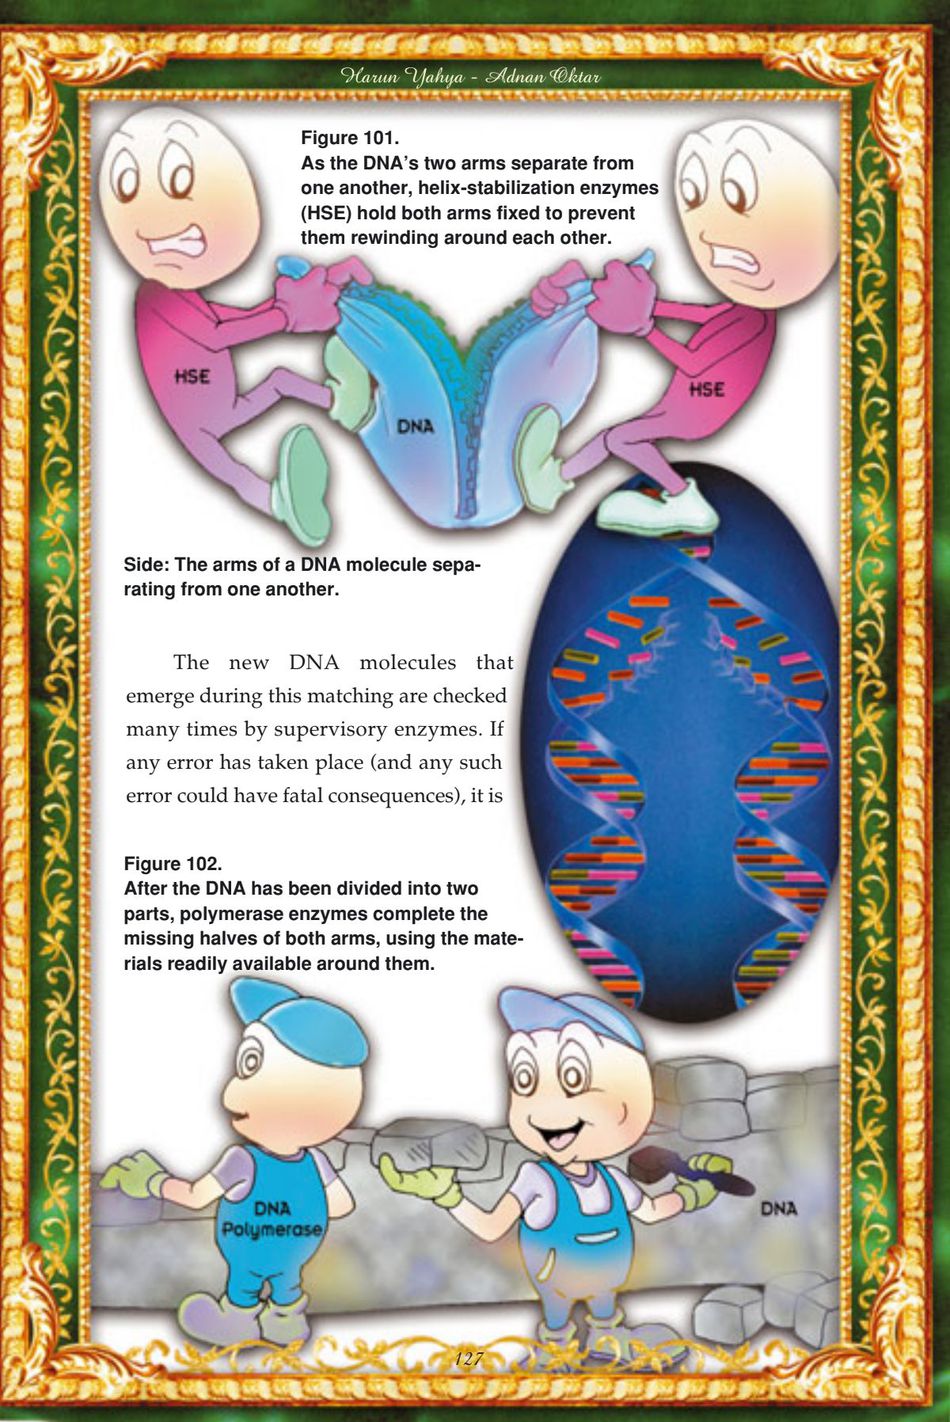 Harun Yahya - Adnan Oktar
Figure 101.
As the DNA's two arms separate from
one another, helix-stabilization enzymes
(HSE) hold both arms fixed to prevent
them rewinding around each other.
HSE
HSE
DNA
Side: The arms of a DNA molecule sepa-
rating from one another.
The new DNA molecules that
emerge during this matching are checked
many times by supervisory enzymes. If
any error has taken place (and any such
error could have fatal consequences), it is
Figure 102.
After the DNA has been divided into two
parts, polymerase enzymes complete the
missing halves of both arms, using the mate-
rials readily available around them.
DNA
Polymerase
DNA
127